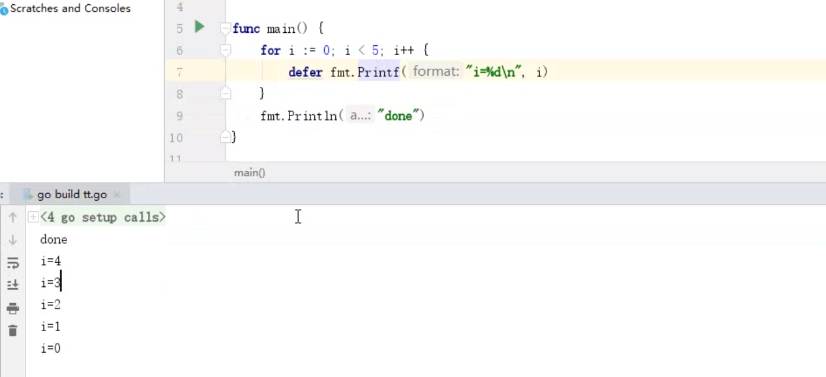 Scratches and Consoles
4
5 func main() {
6 for i := 0; i < 5; i++ {
7 defer fmt.Printf( format: "i=%d\n", i)
8 }
9 fmt.Println( a...: "done")
10 }
11
main()
: go build tt.go ×
<4 go setup calls>
done
i=4
i=3
i=2
i=1
i=0